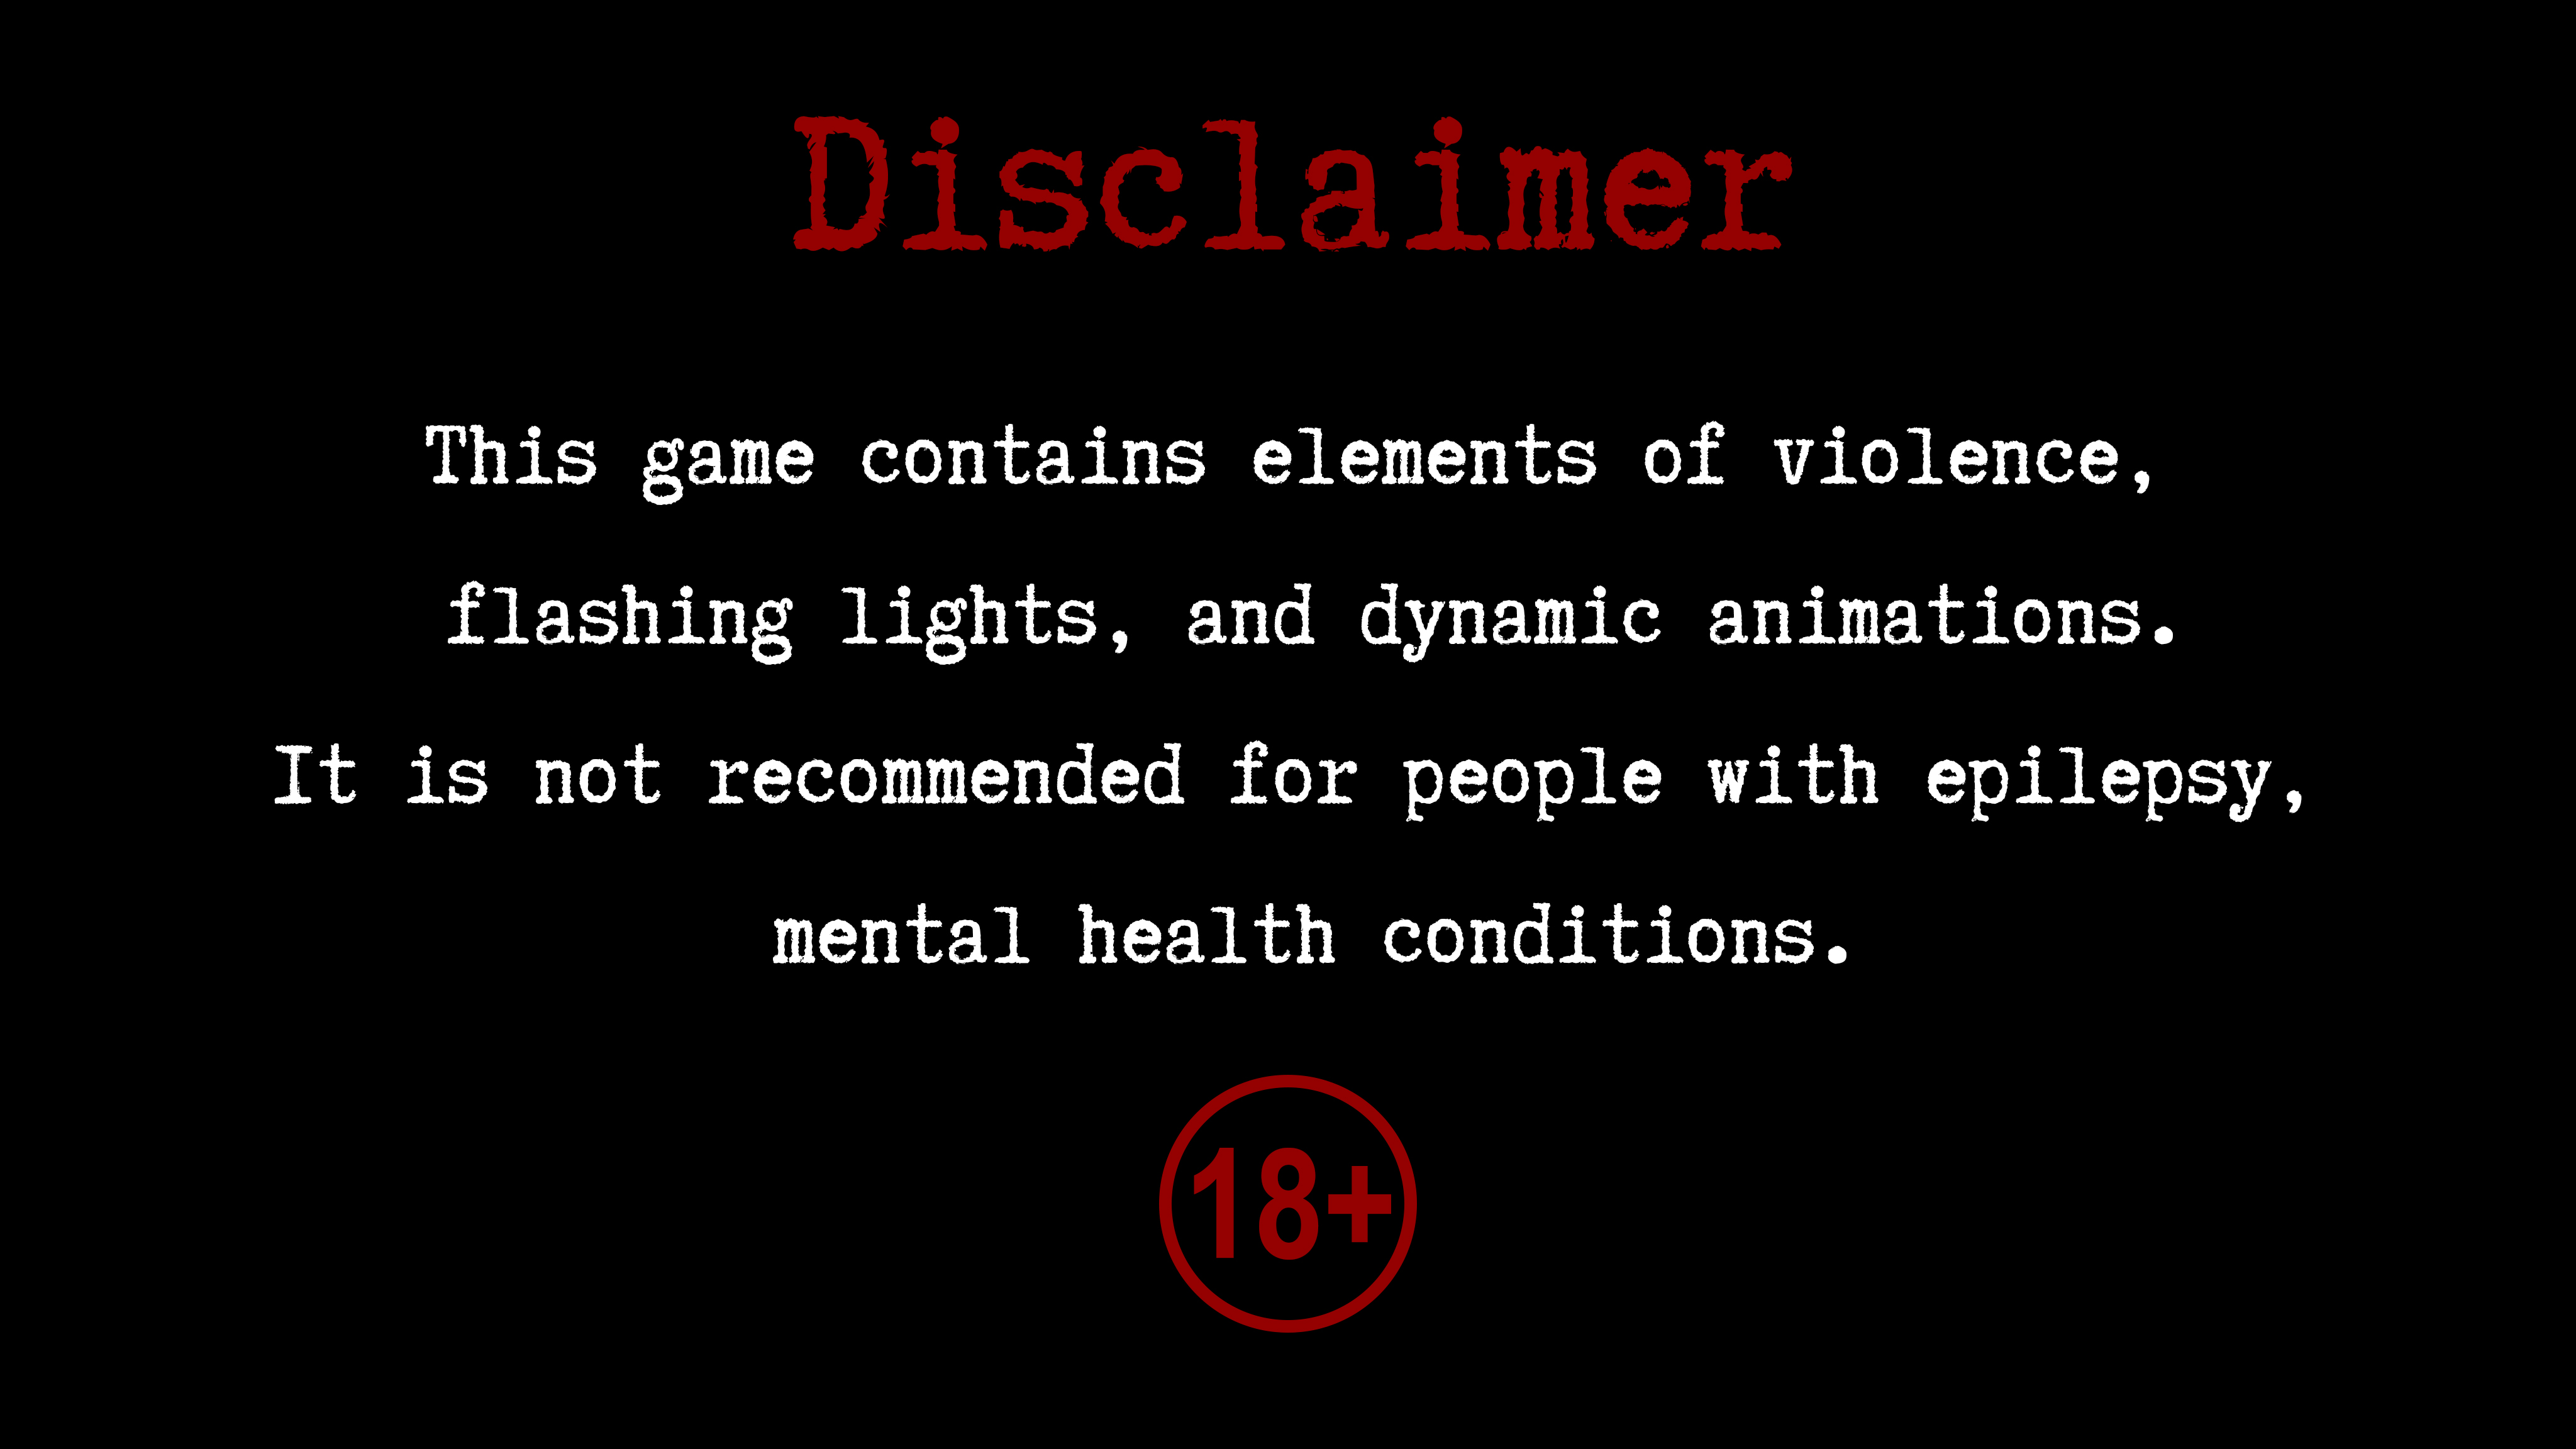 Disclaimer
This game contains elements of violence,
flashing lights, and dynamic animations.
It is not recommended for people with epilepsy,
mental health conditions.
18+